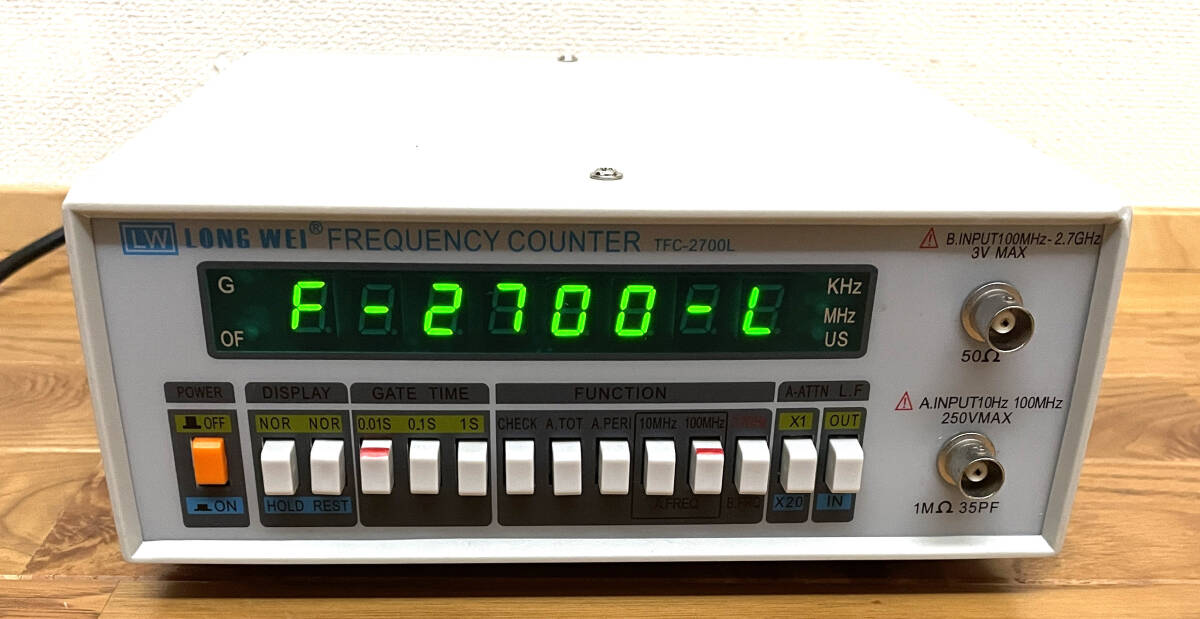 LW LONG WEI® FREQUENCY COUNTER TFC-2700L
B.INPUT100MHz-2.7GHz
3V MAX
G
OF
F-2700-L
KHz
MHz
US
50Ω
A.INPUT10Hz 100MHz
250VMAX
1MΩ 35PF
POWER
OFF
ON
DISPLAY
NOR NOR
HOLD REST
GATE TIME
0.01S 0.1S 1S
FUNCTION
CHECK A.TOT A.PERI 10MHz 100MHz
A.FREQ
A-ATTN L.F
X1 OUT
X20 IN